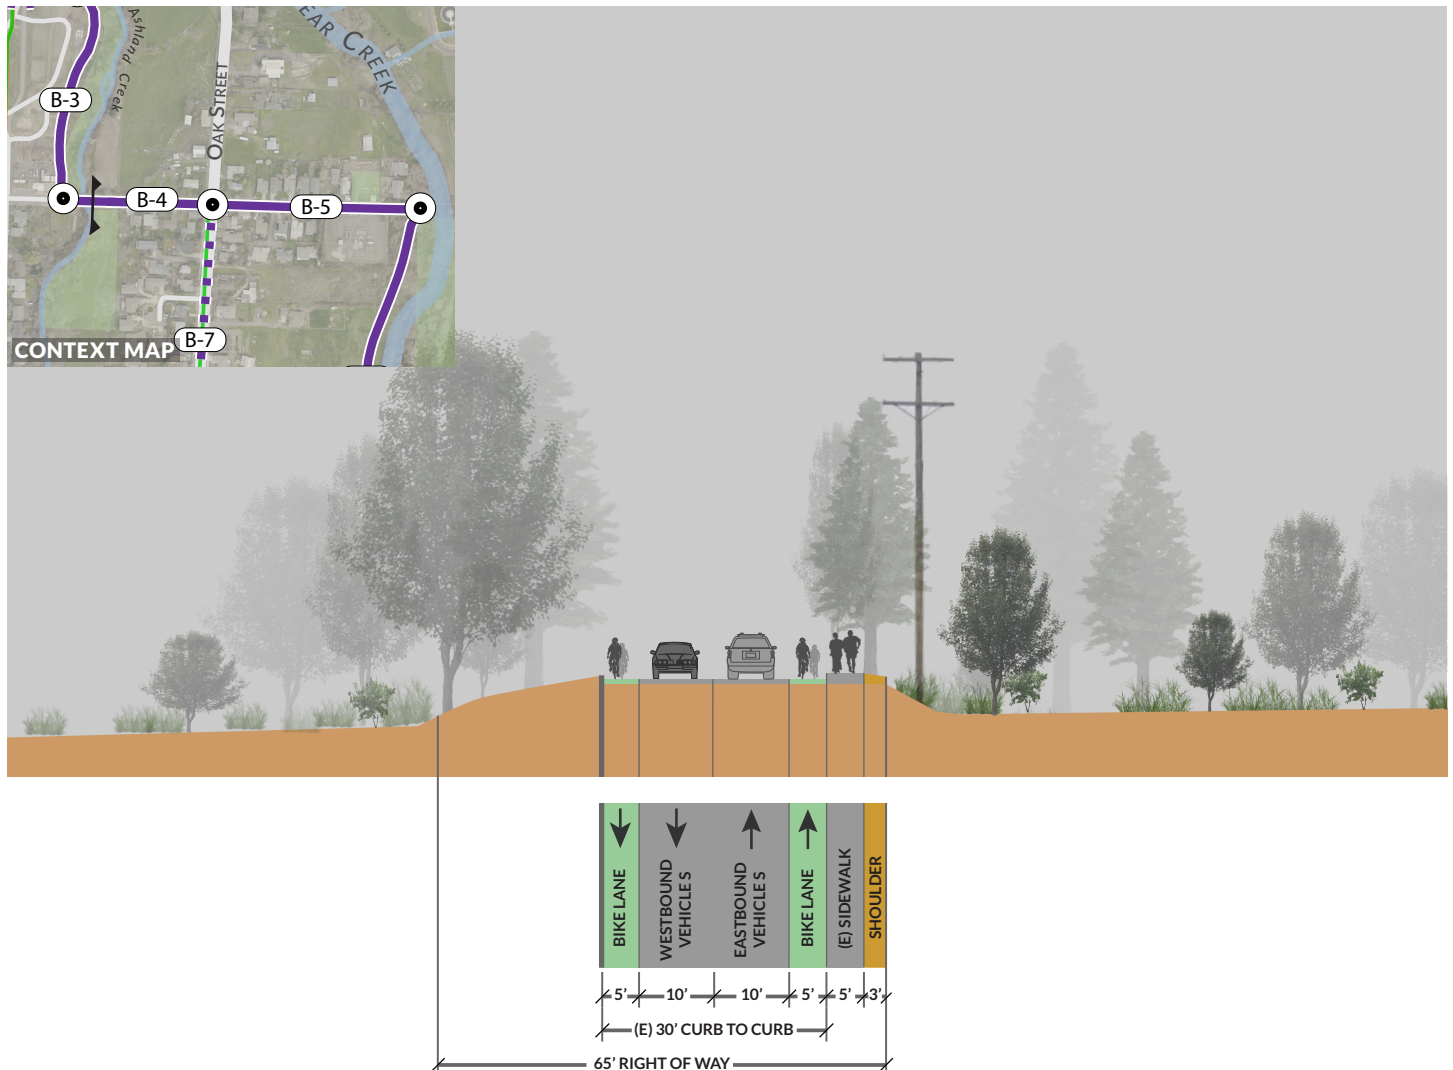 Ashland Creek
EAR CREEK
OAK STREET
B-3
B-4
B-5
B-7
CONTEXT MAP
BIKE LANE
WESTBOUND
VEHICLE S
EASTBOUND
VEHICLE S
BIKE LANE
(E) SIDEWALK
SHOULDER
5’ 10’ 10’ 5’ 5’ 3’
(E) 30’ CURB TO CURB
65’ RIGHT OF WAY